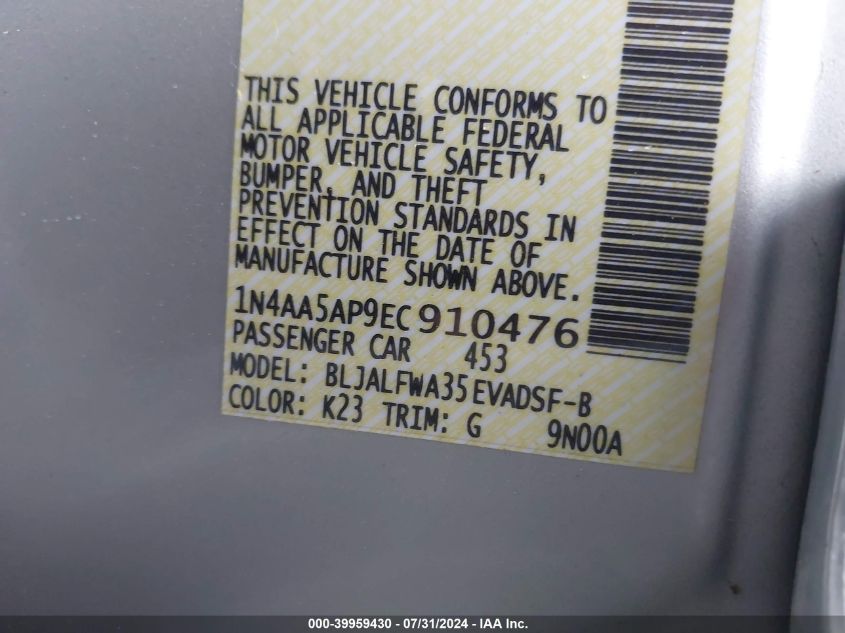 THIS VEHICLE CONFORMS TO
ALL APPLICABLE FEDERAL
MOTOR VEHICLE SAFETY,
BUMPER, AND THEFT
PREVENTION STANDARDS IN
EFFECT ON THE DATE OF
MANUFACTURE SHOWN ABOVE.
1N4AA5AP9EC910476
PASSENGER CAR 453
MODEL: BLJALFWA35EVADSF-B
COLOR: K23 TRIM: G 9N00A
000-39959430 - 07/31/2024 - IAA Inc.